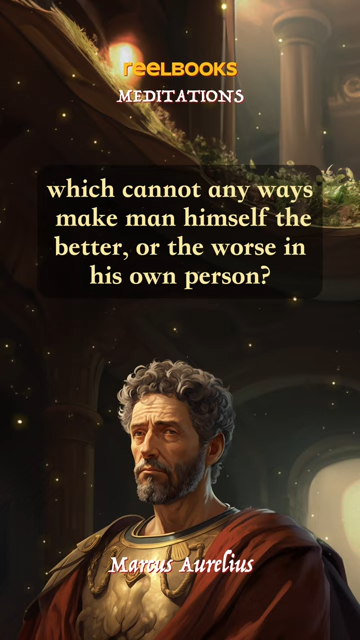 reelBOOKS
MEDITATIONS
which cannot any ways
make man himself the
better, or the worse in
his own person?
Marcus Aurelius